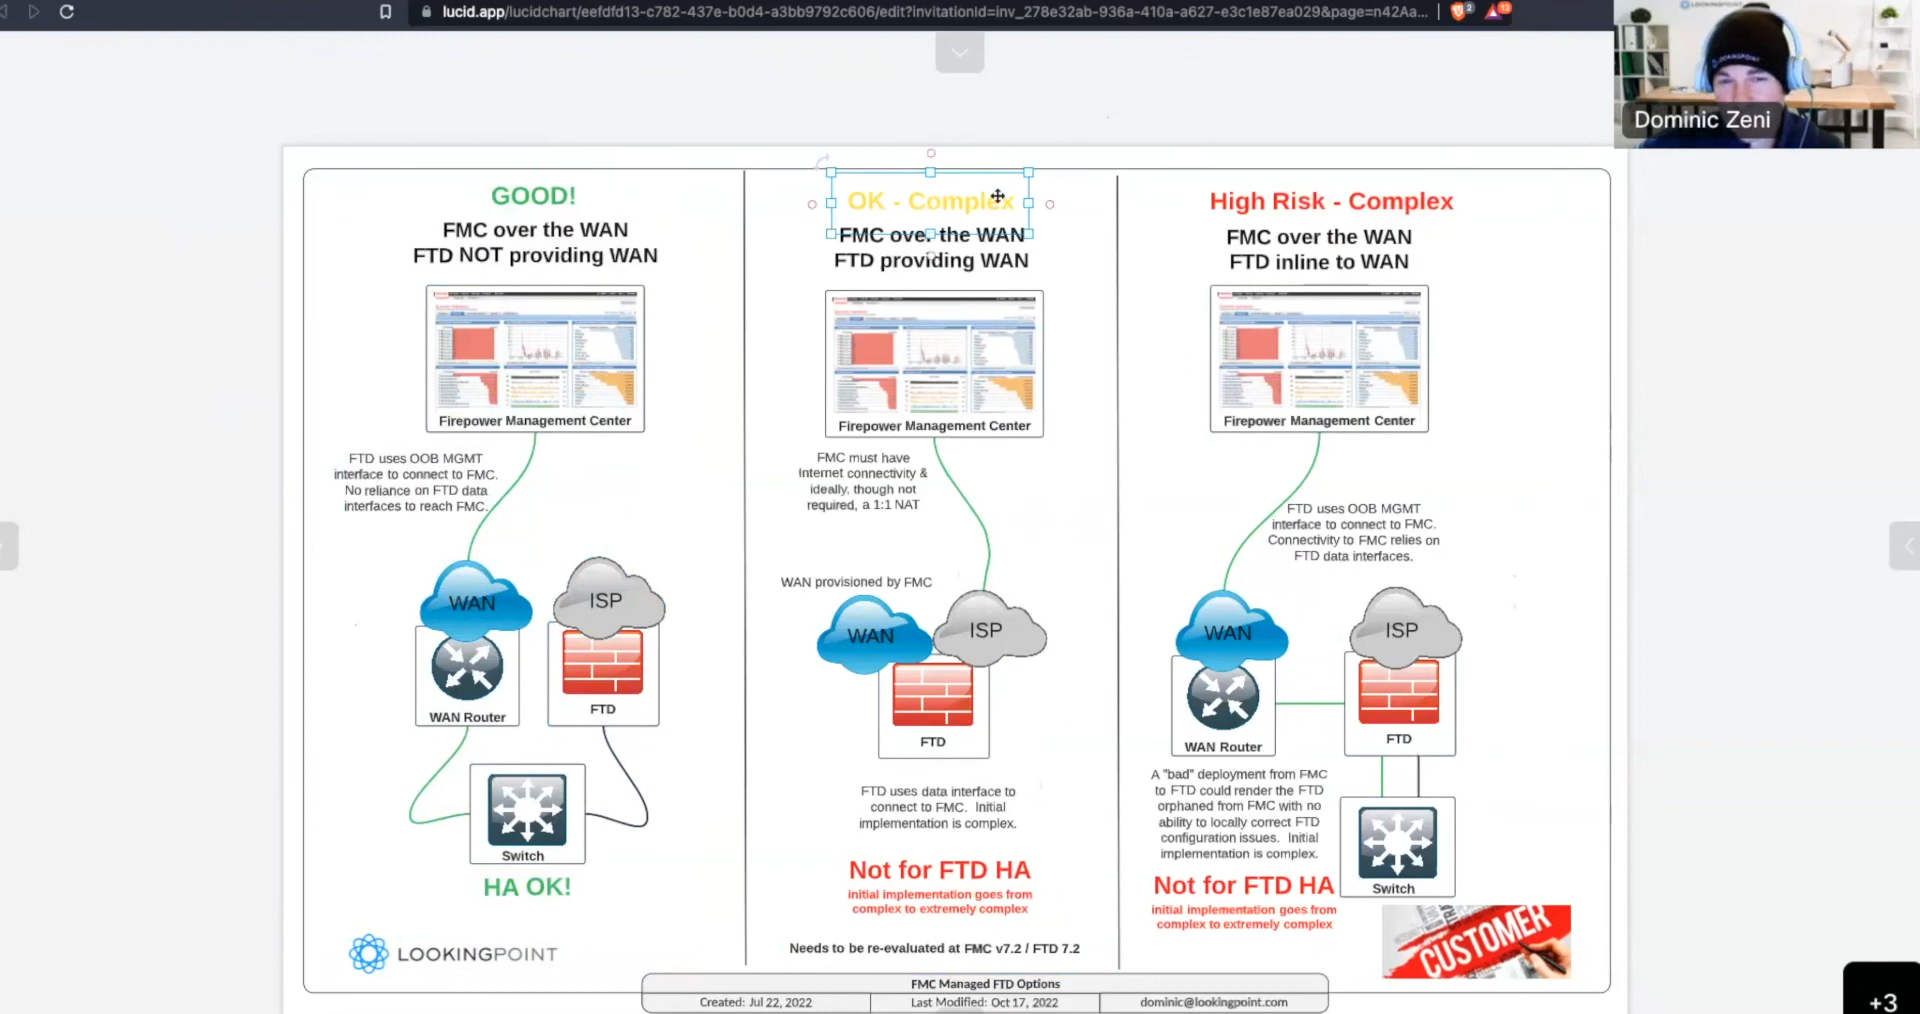 lucid.app/lucidchart/eefdfd13-c782-437e-b0d4-a3bb9792c606/edit?invitationId=inv_278e32ab-936a-410a-a627-e3c1e87ea029&page=n42Aa...
2
13
LOOKINGPOINT
Dominic Zeni
GOOD!
FMC over the WAN
FTD NOT providing WAN
Firepower Management Center
FTD uses OOB MGMT
interface to connect to FMC.
No reliance on FTD data
interfaces to reach FMC.
WAN
ISP
WAN Router
FTD
Switch
HA OK!
LOOKINGPOINT
OK - Complex
FMC over the WAN
FTD providing WAN
Firepower Management Center
FMC must have
Internet connectivity &
ideally, though not
required, a 1:1 NAT
WAN provisioned by FMC
WAN
ISP
FTD
FTD uses data interface to
connect to FMC. Initial
implementation is complex.
Not for FTD HA
initial implementation goes from
complex to extremely complex
Needs to be re-evaluated at FMC v7.2 / FTD 7.2
High Risk - Complex
FMC over the WAN
FTD inline to WAN
Firepower Management Center
FTD uses OOB MGMT
interface to connect to FMC.
Connectivity to FMC relies on
FTD data interfaces.
WAN
ISP
WAN Router
FTD
A "bad" deployment from FMC
to FTD could render the FTD
orphaned from FMC with no
ability to locally correct FTD
configuration issues. Initial
implementation is complex.
Switch
Not for FTD HA
initial implementation goes from
complex to extremely complex
CUSTOMER
FMC Managed FTD Options
Created: Jul 22, 2022
Last Modified: Oct 17, 2022
dominic@lookingpoint.com
+3